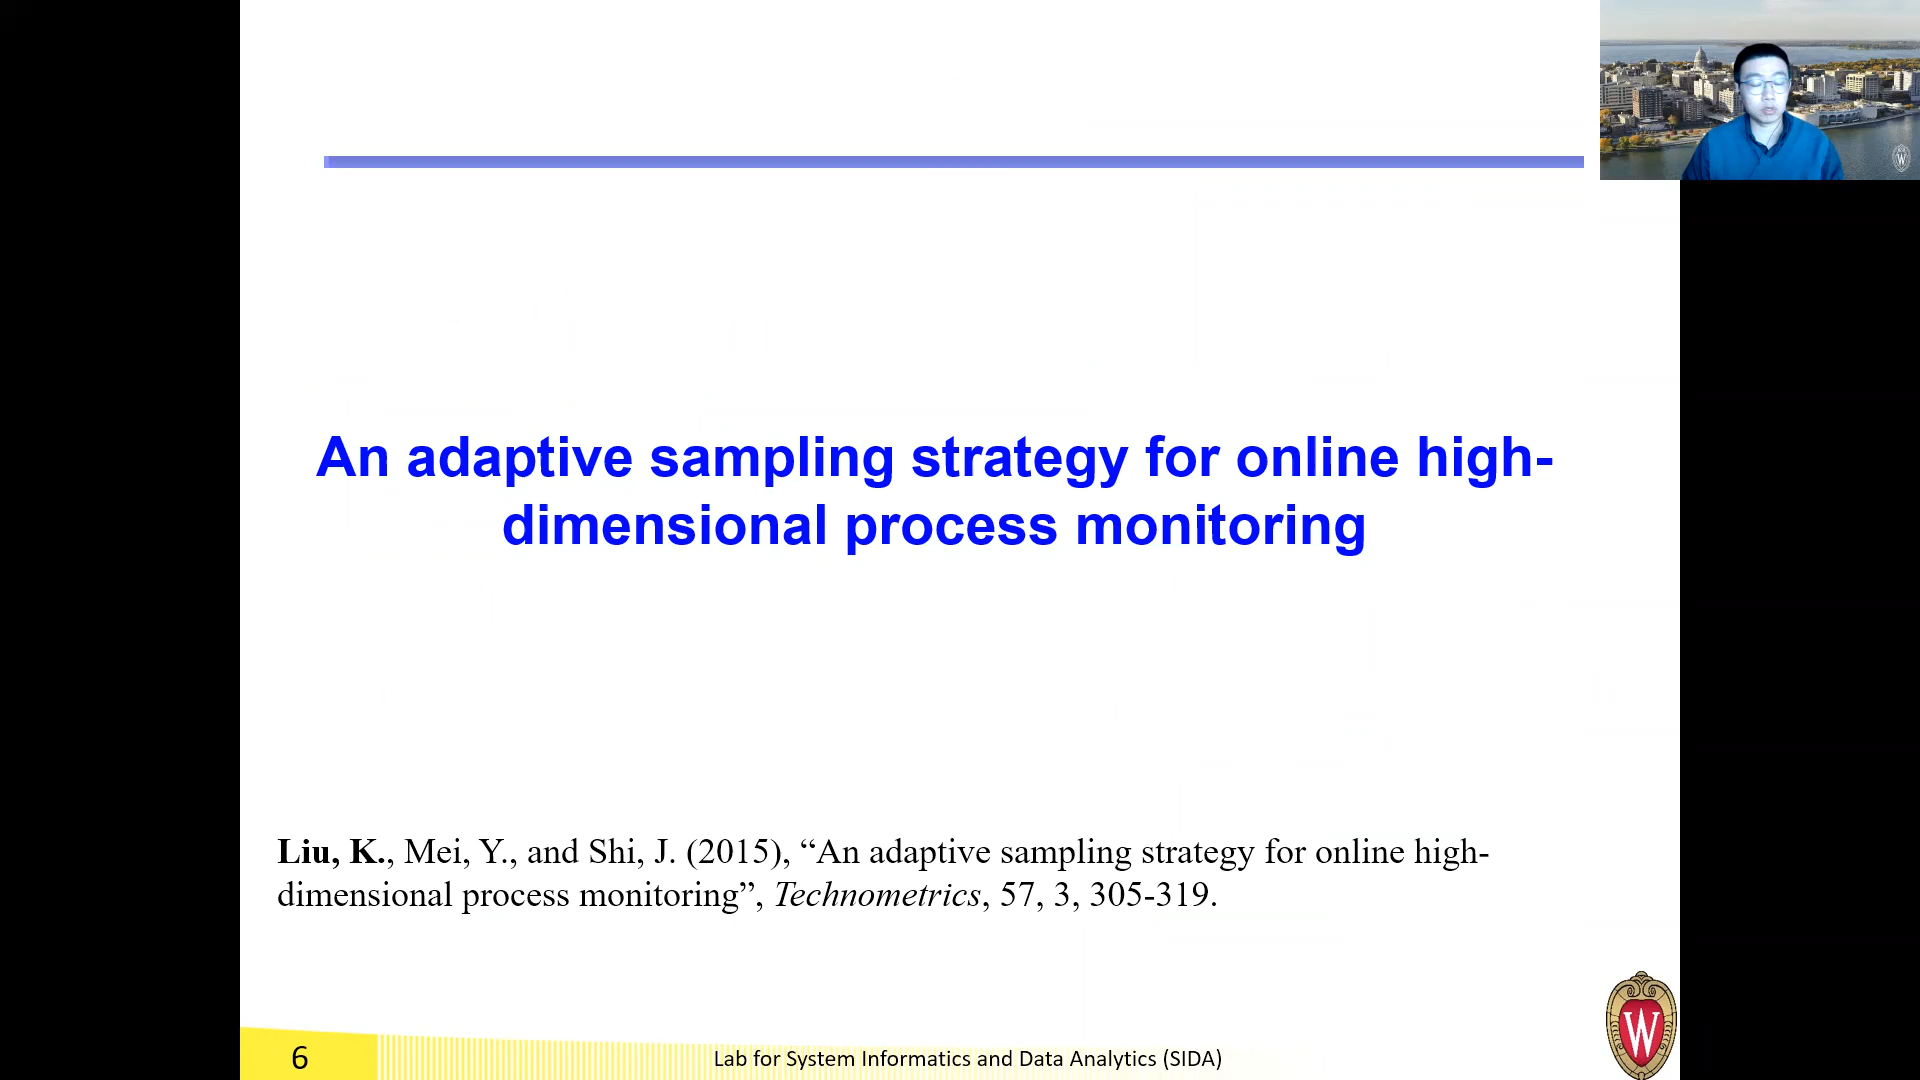 An adaptive sampling strategy for online high-
dimensional process monitoring
Liu, K., Mei, Y., and Shi, J. (2015), “An adaptive sampling strategy for online high-
dimensional process monitoring”, Technometrics, 57, 3, 305-319.
6
Lab for System Informatics and Data Analytics (SIDA)
W
W